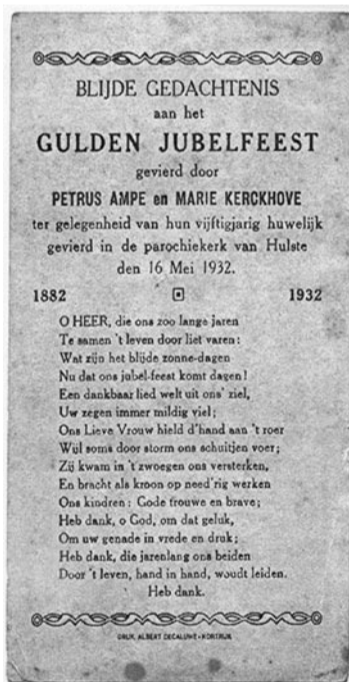 BLIJDE GEDACHTENIS
aan het
GULDEN JUBELFEEST
gevierd door
PETRUS AMPE en MARIE KERCKHOVE
ter gelegenheid van hun vijftigjarig huwelijk
gevierd in de parochiekerk van Hulste
den 16 Mei 1932.
1882 1932
O HEER, die ons zoo lange jaren
Te samen 't leven door liet varen :
Wat zijn het blijde zonne-dagen
Nu dat ons jubel-feest komt dagen !
Een dankbaar lied welt uit ons' ziel,
Uw zegen immer mildig viel ;
Ons Lieve Vrouw hield d'hand aan 't roer
Wijl soms door storm ons schuitjen voer ;
Zij kwam in 't zwoegen ons versterken,
En bracht als kroon op need'rig werken
Ons kindren : Gode trouwe en brave ;
Heb dank, o God, om dat geluk,
Om uw genade in vrede en druk ;
Heb dank, die jarenlang ons beiden
Door 't leven, hand in hand, woudt leiden.
Heb dank.
DRUK. ALBERT DECALUWE - KORTRIJK